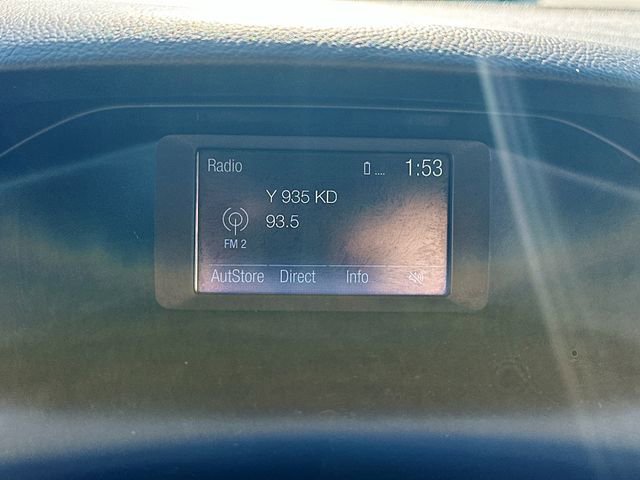 Radio 1:53
Y 935 KD
93.5
FM 2
AutStore Direct Info